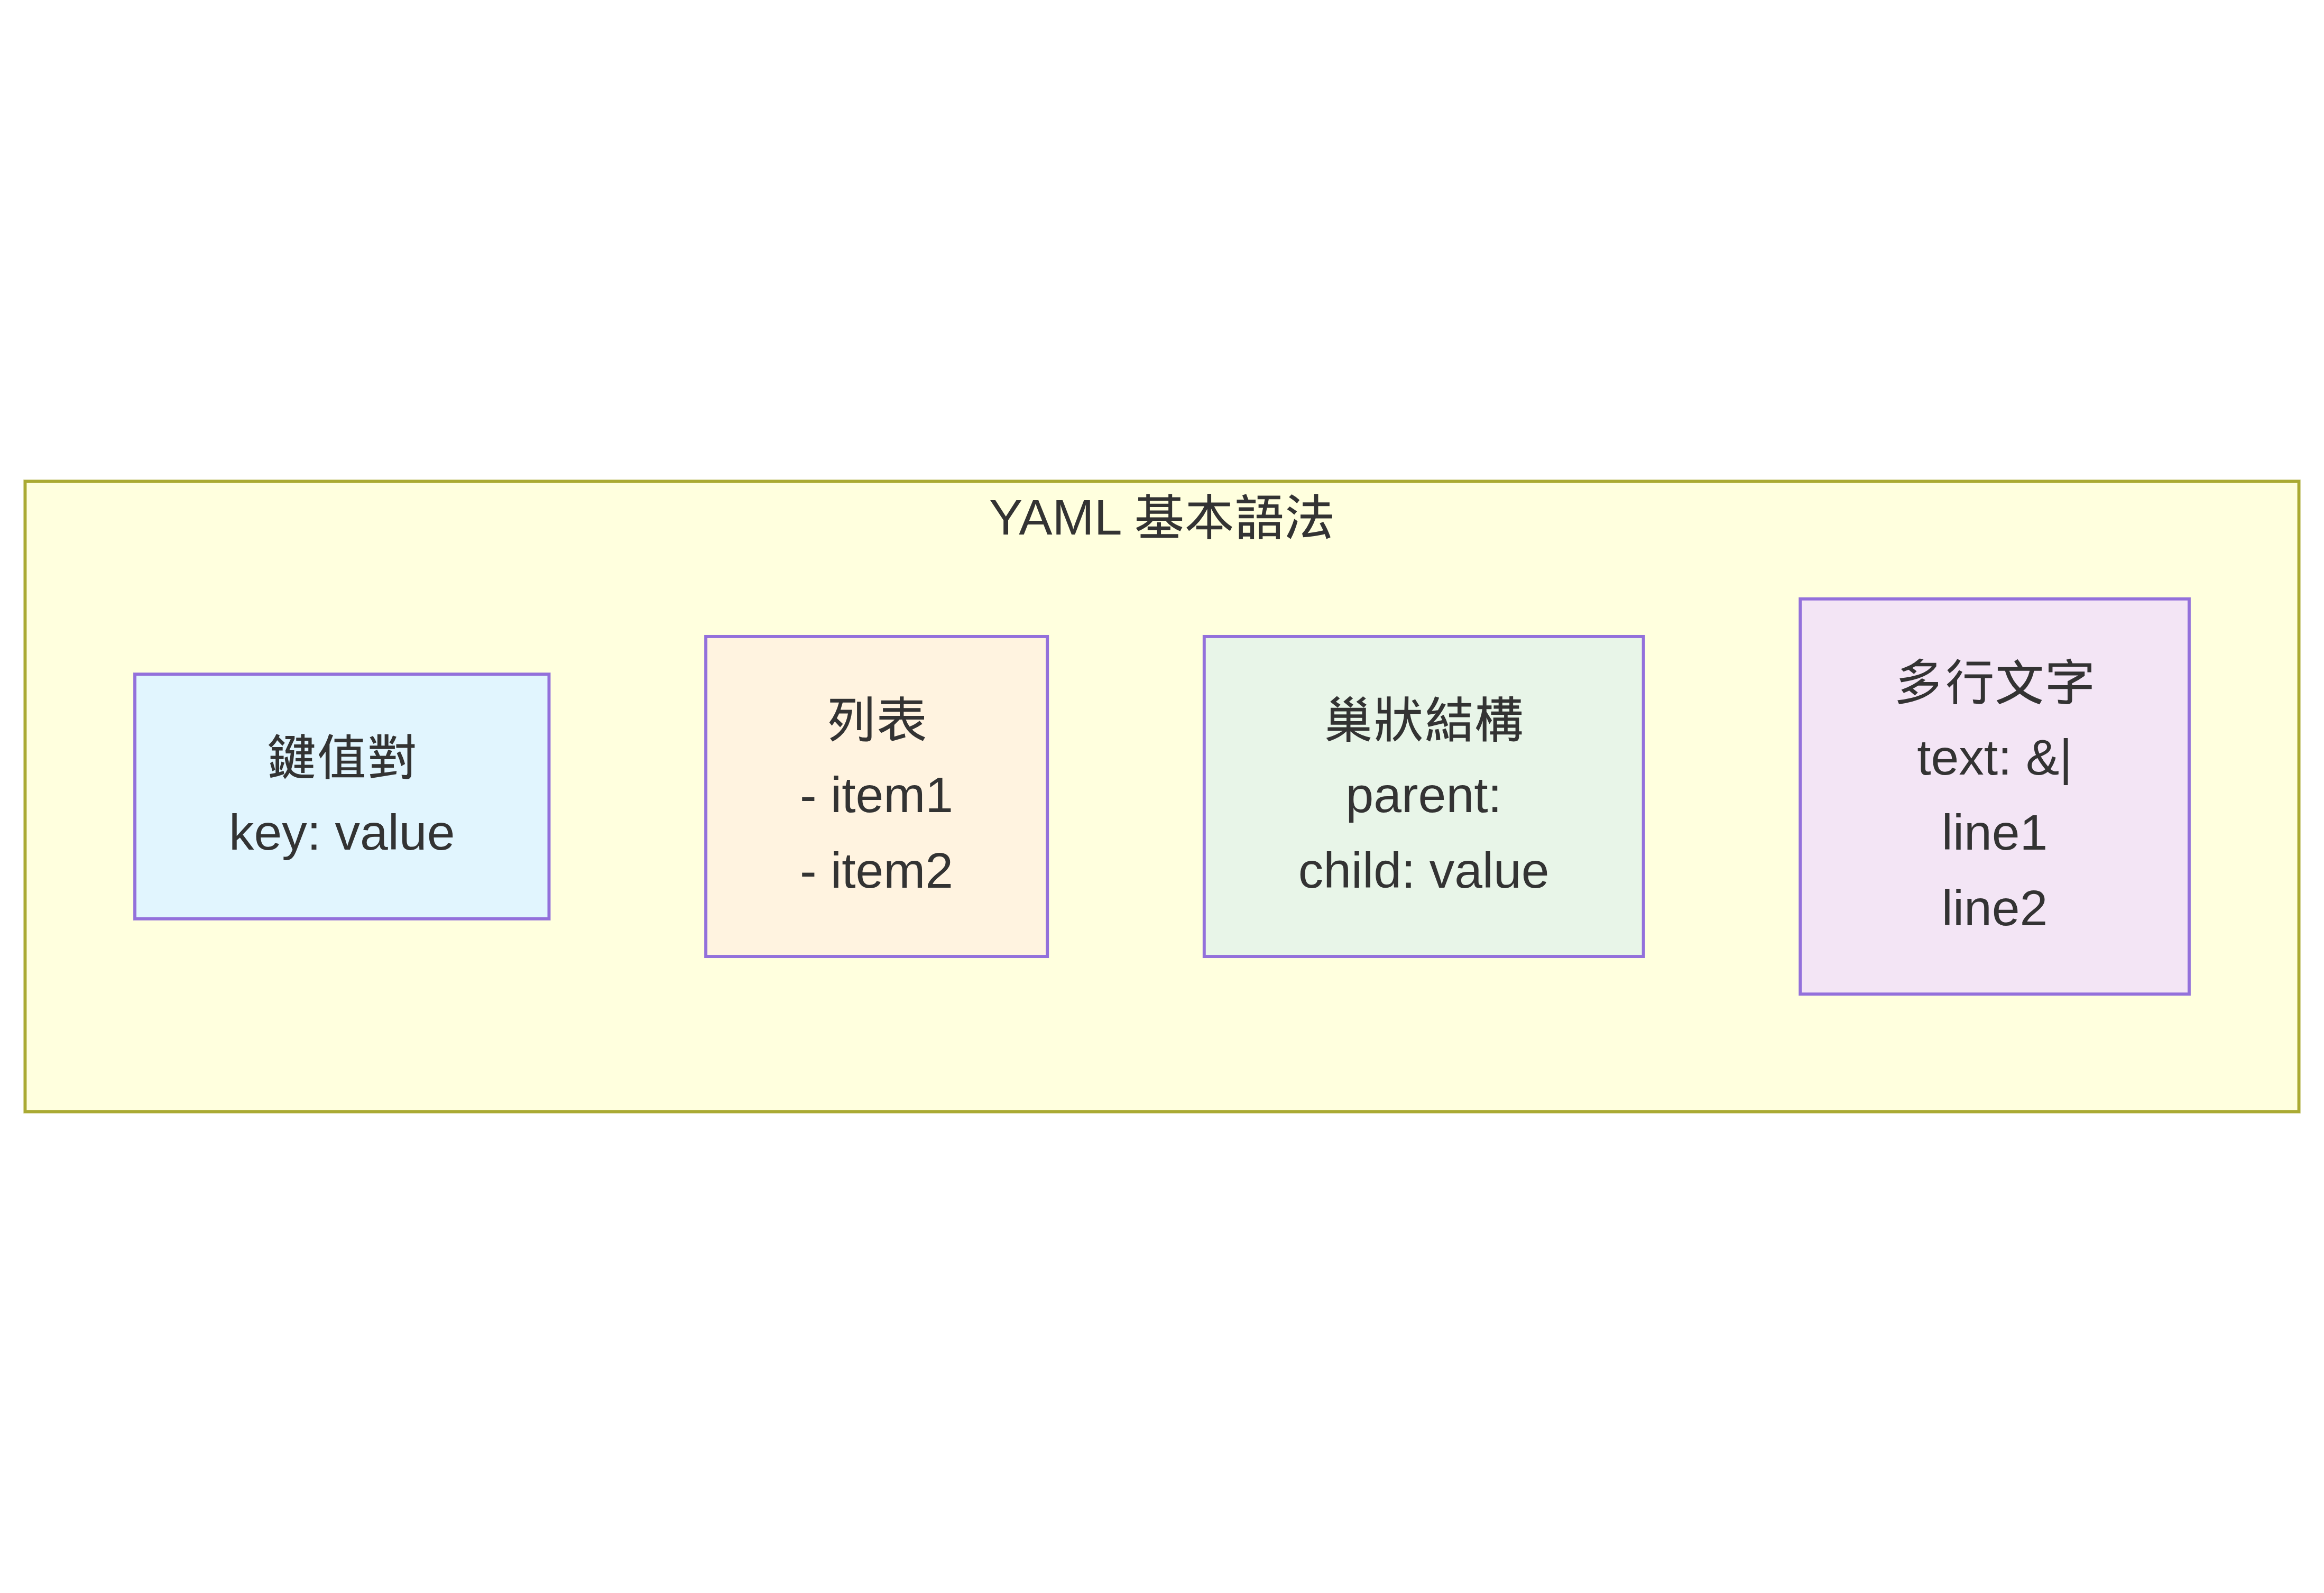 YAML 基本語法
鍵值對
key: value
列表
- item1
- item2
巢狀結構
parent:
child: value
多行文字
text: &|
line1
line2